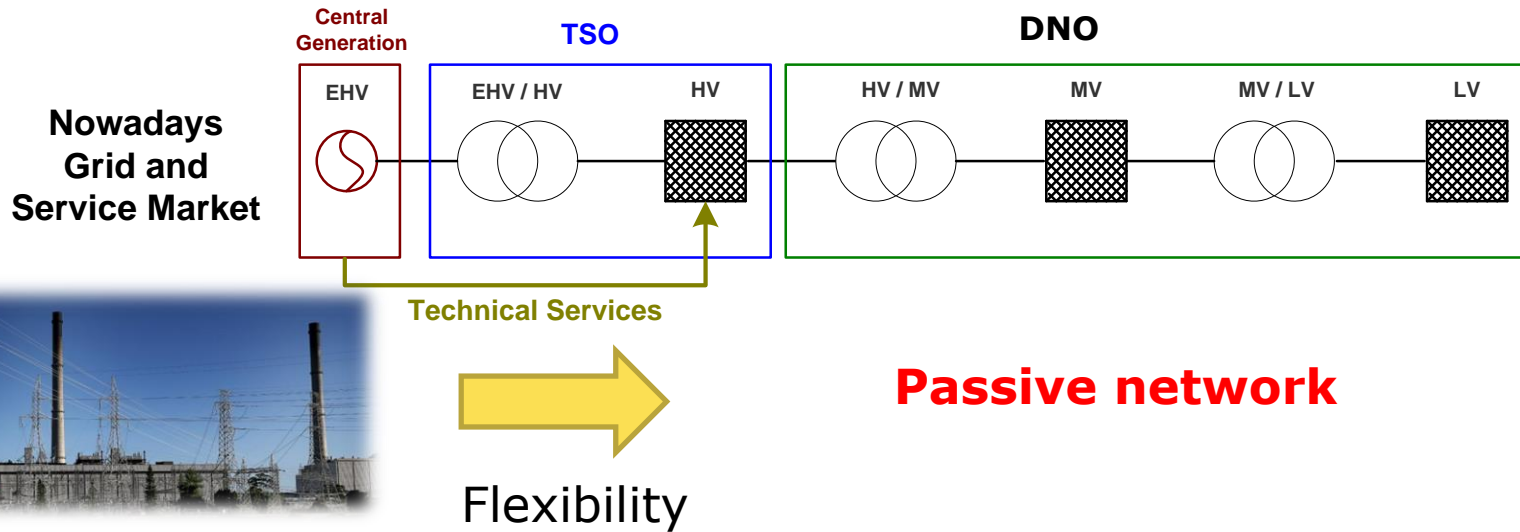 Central
Generation
TSO
DNO
EHV
EHV / HV
HV
HV / MV
MV
MV / LV
LV
Nowadays
Grid and
Service Market
Technical Services
Passive network
Flexibility